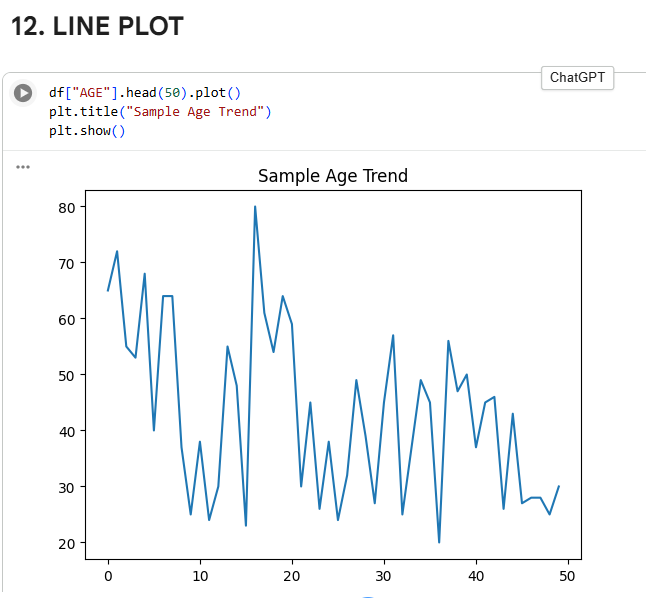 12. LINE PLOT
ChatGPT
df["AGE"].head(50).plot()
plt.title("Sample Age Trend")
plt.show()
Sample Age Trend
80
70
60
50
40
30
20
0 10 20 30 40 50